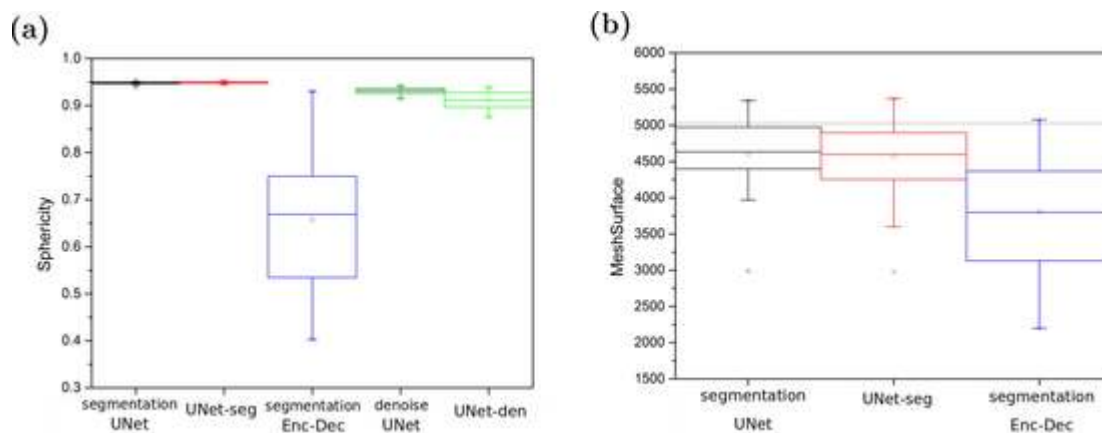 (a)
1.0
0.9
0.8
0.7
0.6
0.5
0.4
0.3
Sphericity
segmentation
UNet
UNet-seg
segmentation
Enc-Dec
denoise
UNet
UNet-den
(b)
6000
5500
5000
4500
4000
3500
3000
2500
2000
1500
MeshSurface
segmentation
UNet
UNet-seg
segmentation
Enc-Dec